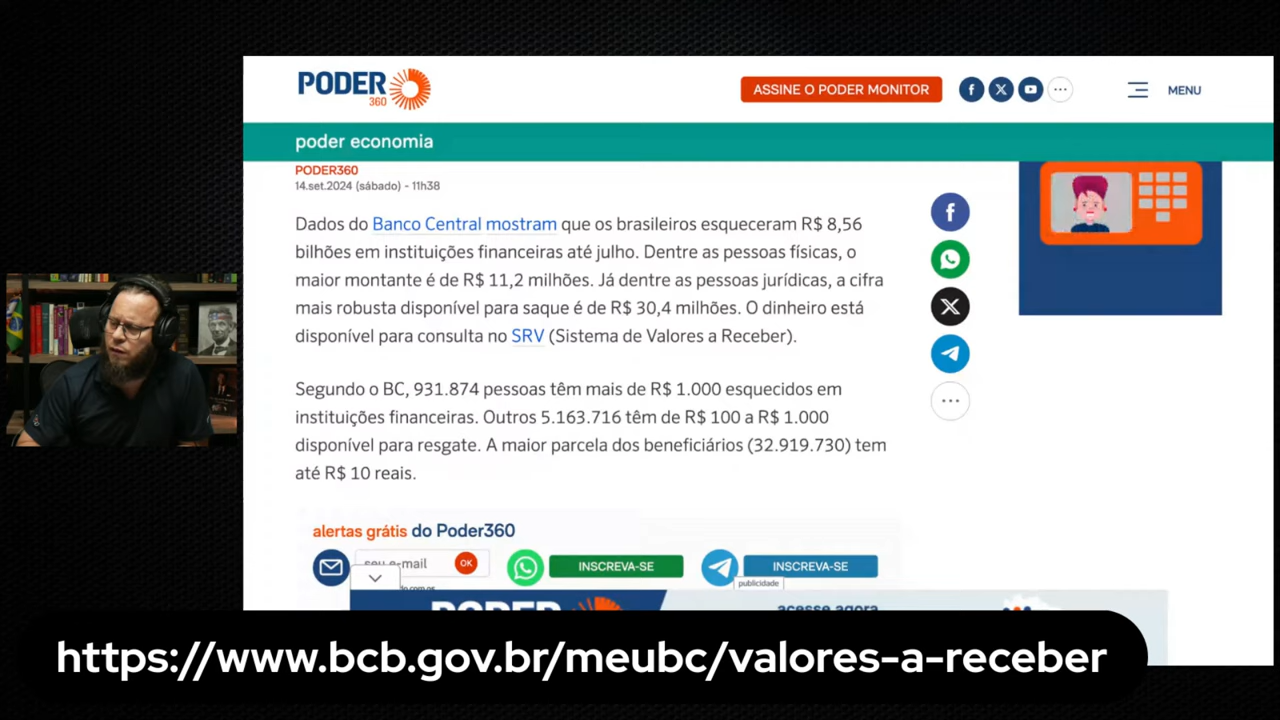 PODER
360
ASSINE O PODER MONITOR
MENU
poder economia
PODER360
14.set.2024 (sábado) - 11h38
Dados do Banco Central mostram que os brasileiros esqueceram R$ 8,56
bilhões em instituições financeiras até julho. Dentre as pessoas físicas, o
maior montante é de R$ 11,2 milhões. Já dentre as pessoas jurídicas, a cifra
mais robusta disponível para saque é de R$ 30,4 milhões. O dinheiro está
disponível para consulta no SRV (Sistema de Valores a Receber).
Segundo o BC, 931.874 pessoas têm mais de R$ 1.000 esquecidos em
instituições financeiras. Outros 5.163.716 têm de R$ 100 a R$ 1.000
disponível para resgate. A maior parcela dos beneficiários (32.919.730) tem
até R$ 10 reais.
alertas grátis do Poder360
seu e-mail
OK
INSCREVA-SE
INSCREVA-SE
publicidade
PODER
acesse agora
https://www.bcb.gov.br/meubc/valores-a-receber